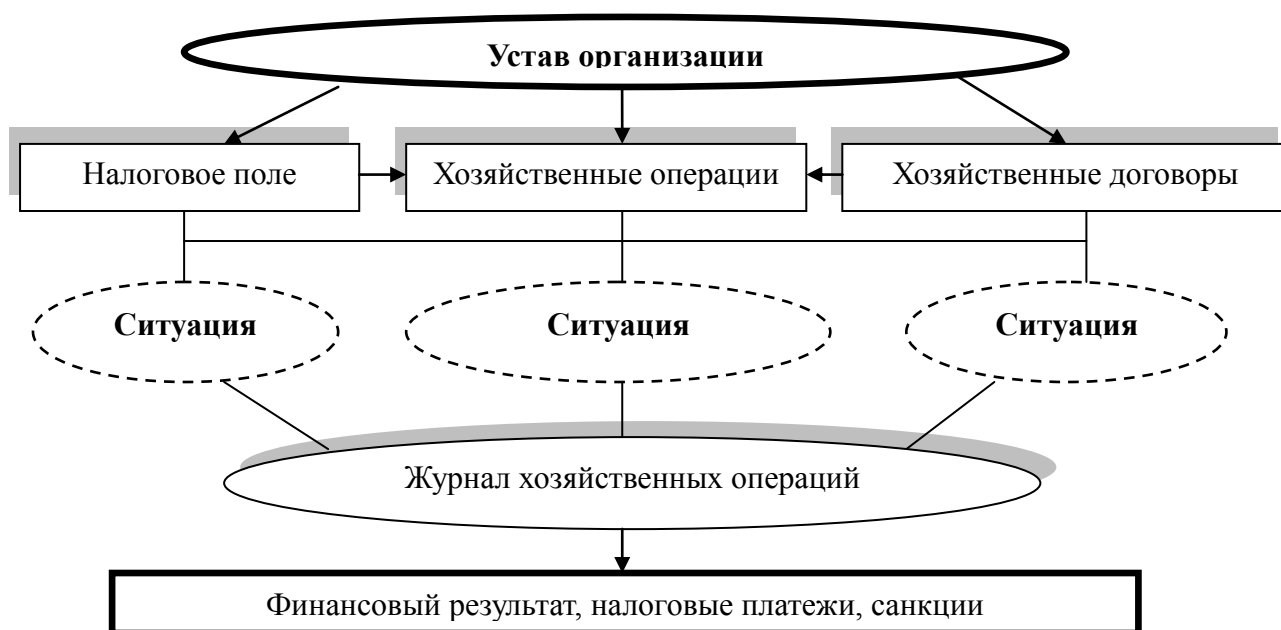 Устав организации
Налоговое поле
Хозяйственные операции
Хозяйственные договоры
Ситуация
Ситуация
Ситуация
Журнал хозяйственных операций
Финансовый результат, налоговые платежи, санкции